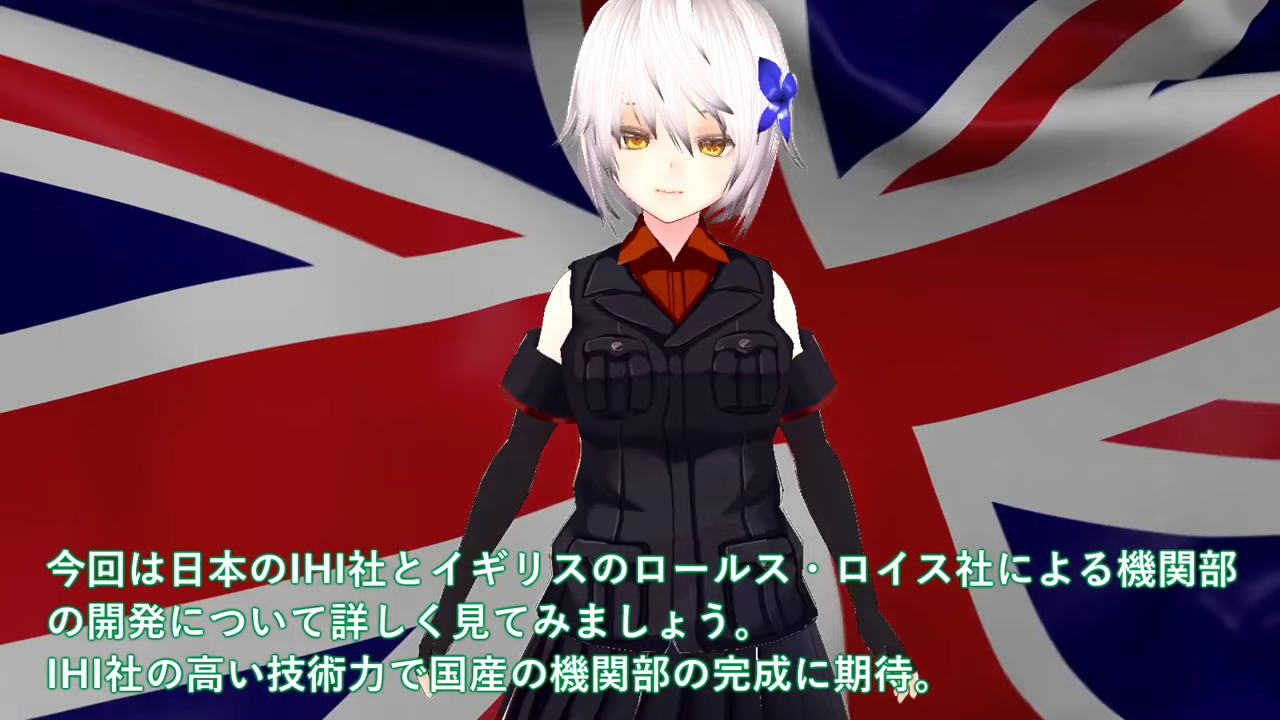 今回は日本のIHI社とイギリスのロールス・ロイス社による機関部
の開発について詳しく見てみましょう。
IHI社の高い技術力で国産の機関部の完成に期待。